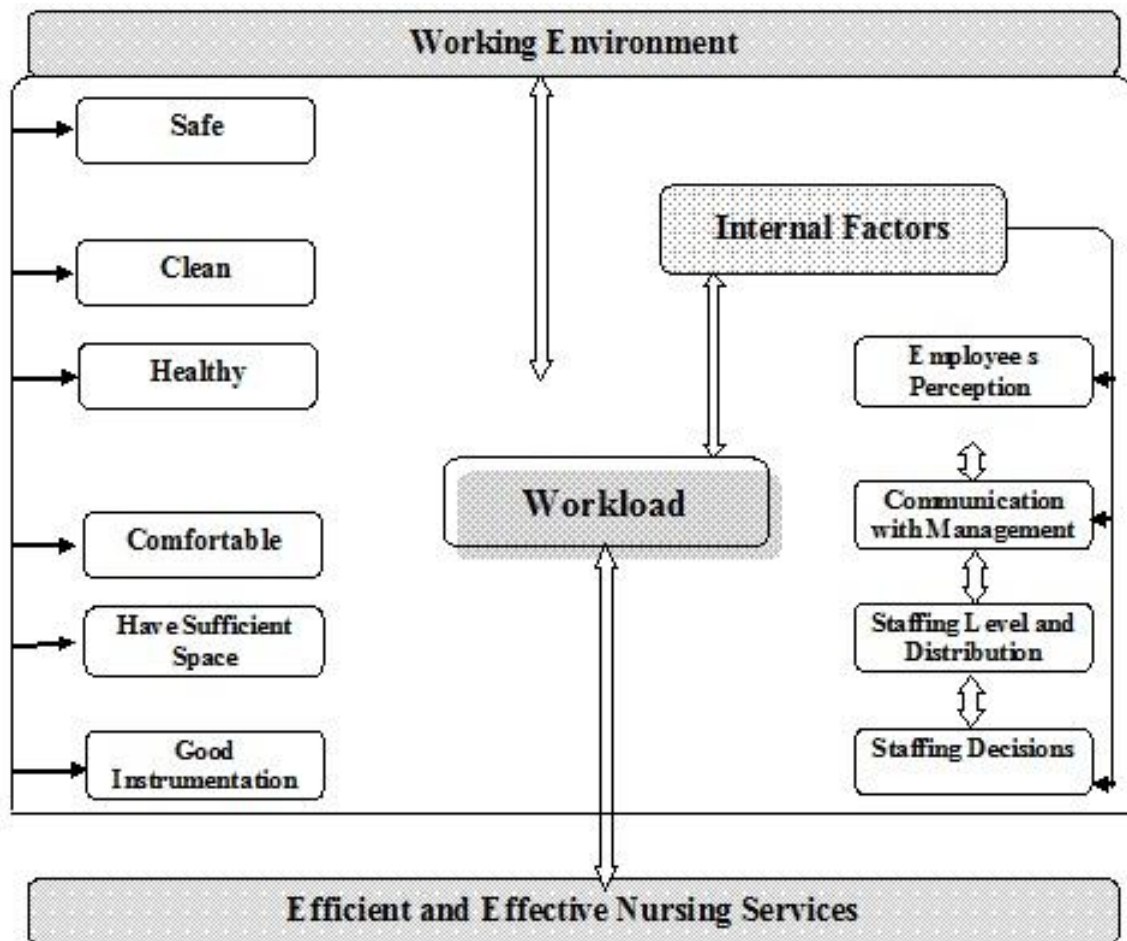 Working Environment
Safe
Clean
Healthy
Comfortable
Have Sufficient
Space
Good
Instrumentation
Internal Factors
Employees
Perception
Communication
with Management
Staffing Level and
Distribution
Staffing Decisions
Workload
Efficient and Effective Nursing Services